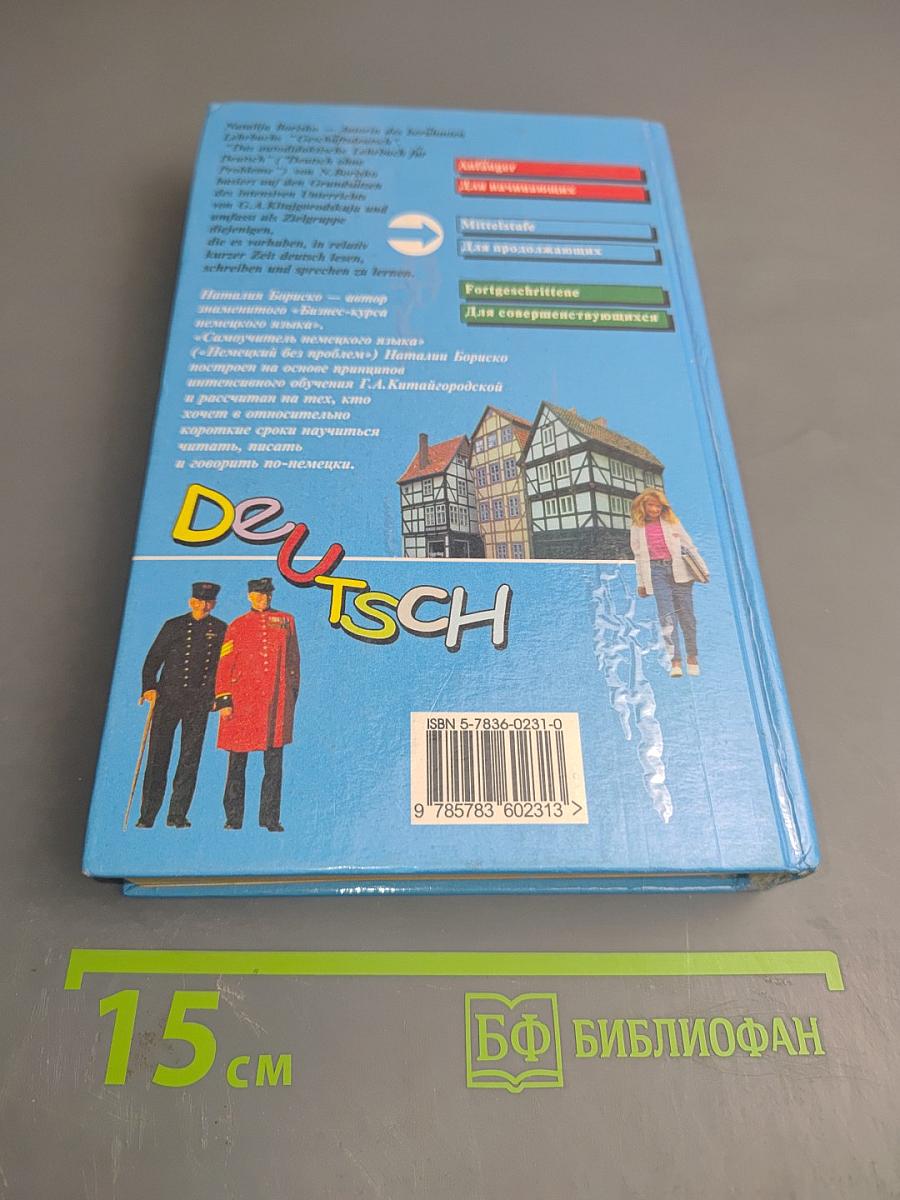 Natalija Borisko — Autorin des berühmten
Lehrbuchs "Geschäftsdeutsch".
"Das autodidaktische Lehrbuch für
Deutsch" ("Deutsch ohne
Probleme") von N.Borisko
basiert auf den Grundsätzen
des intensiven Unterrichts
von G.A.Kitajgorodskaja und
umfasst als Zielgruppe
diejenigen,
die es vorhaben, in relativ
kurzer Zeit deutsch lesen,
schreiben und sprechen zu lernen.
Anfänger
Для начинающих
Mittelstufe
Для продолжающих
Fortgeschrittene
Для совершенствующихся
Наталия Бориско — автор
знаменитого «Бизнес-курса
немецкого языка».
«Самоучитель немецкого языка»
(«Немецкий без проблем») Наталии Бориско
построен на основе принципов
интенсивного обучения Г.А.Китайгородской
и рассчитан на тех, кто
хочет в относительно
короткие сроки научиться
читать, писать
и говорить по-немецки.
DEUTSCH
ISBN 5-7836-0231-0
9 785783 602313 >
15 см
БФ БИБЛИОФАН